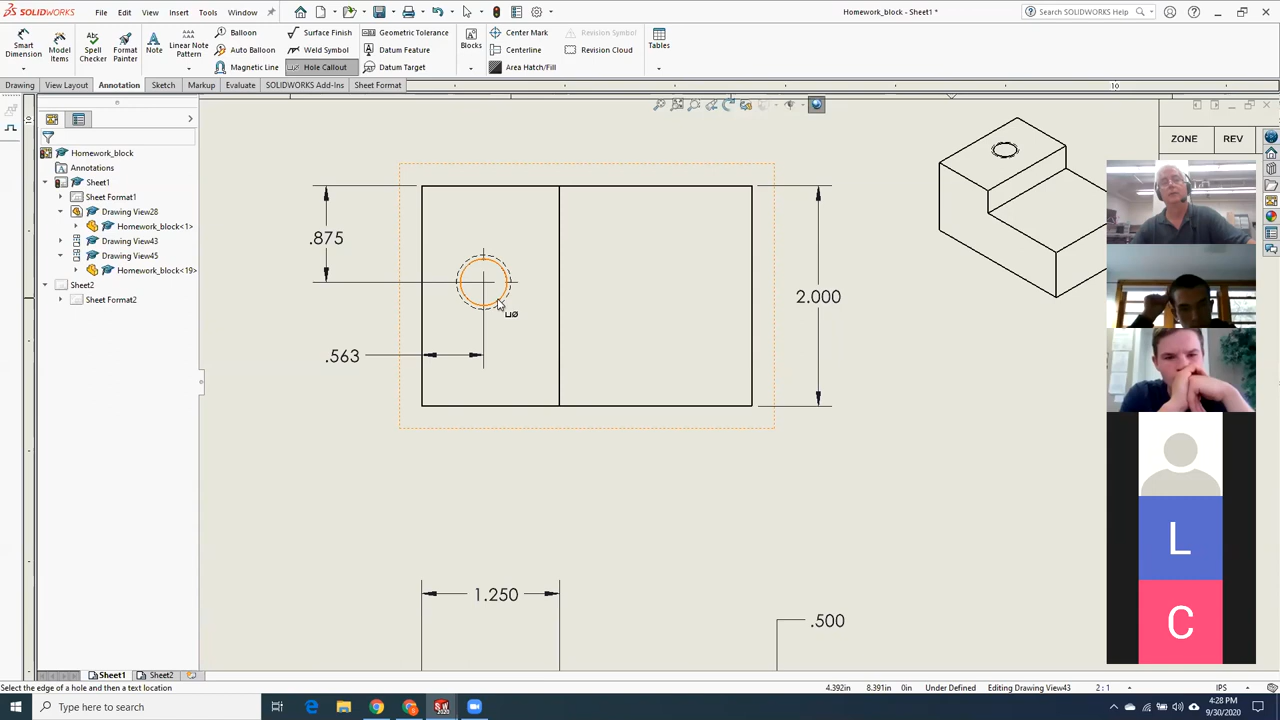 SOLIDWORKS File Edit View Insert Tools Window Homework_block - Sheet1 * Search SOLIDWORKS Help
Smart Dimension Model Items Spell Checker Format Painter Note Linear Note Pattern Balloon Auto Balloon Magnetic Line Surface Finish Weld Symbol Hole Callout Geometric Tolerance Datum Feature Datum Target Blocks Center Mark Centerline Area Hatch/Fill Revision Symbol Revision Cloud Tables
Drawing View Layout Annotation Sketch Markup Evaluate SOLIDWORKS Add-Ins Sheet Format
10
Homework_block
Annotations
Sheet1
Sheet Format1
Drawing View28
Homework_block<1>
Drawing View43
Drawing View45
Homework_block<19>
Sheet2
Sheet Format2
ZONE REV
.875
2.000
.563
1.250
.500
L
C
Sheet1 Sheet2
Select the edge of a hole and then a text location 4.392in 8.391in 0in Under Defined Editing Drawing View43 2 : 1 IPS
Type here to search 4:28 PM
9/30/2020